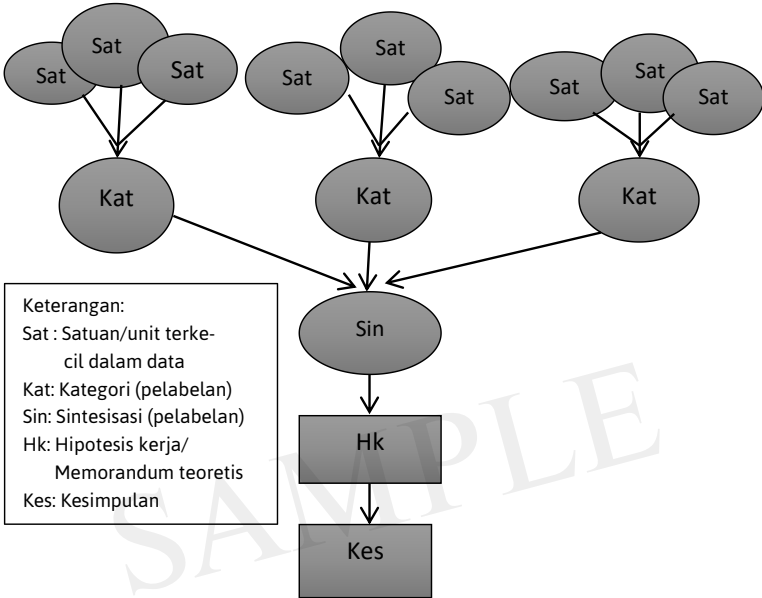 Sat
Sat
Sat
Sat
Sat
Sat
Sat
Sat
Sat
Kat
Kat
Kat
Sin
Hk
Kes
Keterangan:
Sat : Satuan/unit terke-
cil dalam data
Kat: Kategori (pelabelan)
Sin: Sintesisasi (pelabelan)
Hk: Hipotesis kerja/
Memorandum teoretis
Kes: Kesimpulan
SAMPLE